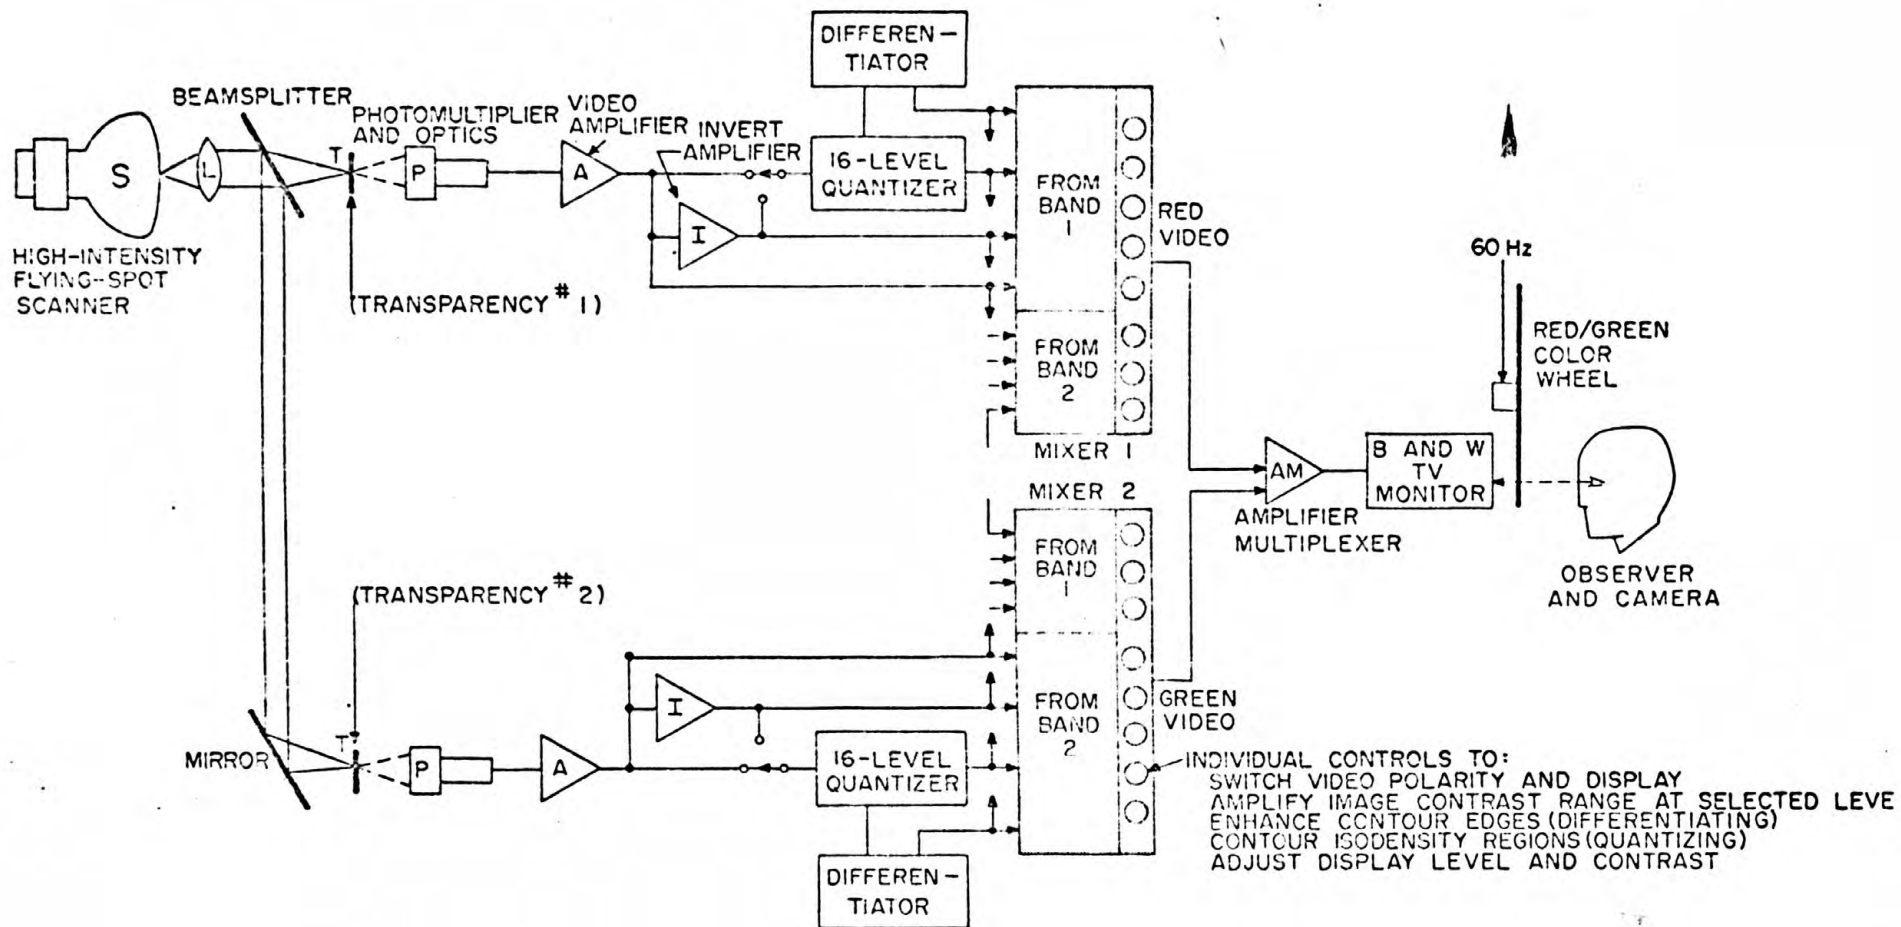 DIFFEREN-
TIATOR
BEAMSPLITTER
PHOTOMULTIPLIER
AND OPTICS
VIDEO
AMPLIFIER
INVERT
AMPLIFIER
S
L
T
P
A
I
16-LEVEL
QUANTIZER
FROM
BAND
1
RED
VIDEO
HIGH-INTENSITY
FLYING-SPOT
SCANNER
(TRANSPARENCY #1)
FROM
BAND
2
MIXER 1
60 Hz
RED/GREEN
COLOR
WHEEL
AM
AMPLIFIER
MULTIPLEXER
B AND W
TV
MONITOR
OBSERVER
AND CAMERA
MIXER 2
FROM
BAND
1
(TRANSPARENCY #2)
I
FROM
BAND
2
GREEN
VIDEO
MIRROR
T
P
A
16-LEVEL
QUANTIZER
DIFFEREN-
TIATOR
INDIVIDUAL CONTROLS TO:
SWITCH VIDEO POLARITY AND DISPLAY
AMPLIFY IMAGE CONTRAST RANGE AT SELECTED LEVE
ENHANCE CONTOUR EDGES (DIFFERENTIATING)
CONTOUR ISODENSITY REGIONS (QUANTIZING)
ADJUST DISPLAY LEVEL AND CONTRAST